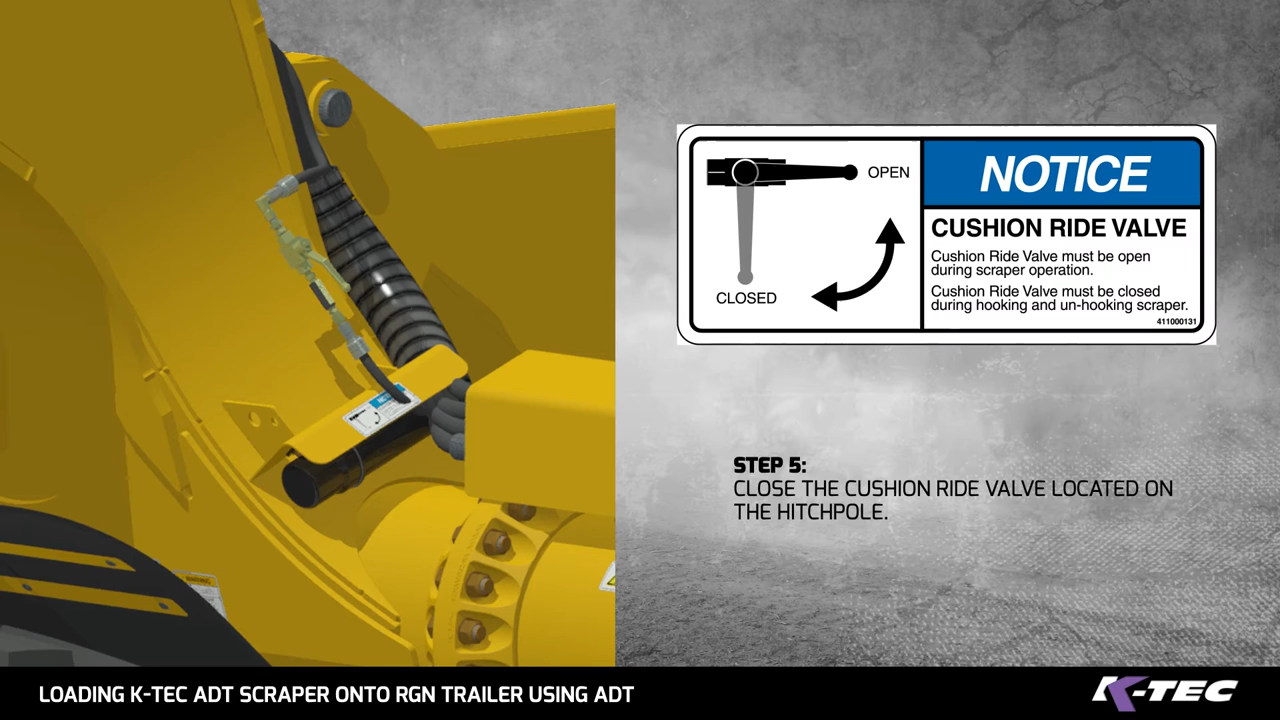 OPEN
CLOSED
NOTICE
CUSHION RIDE VALVE
Cushion Ride Valve must be open
during scraper operation.
Cushion Ride Valve must be closed
during hooking and un-hooking scraper.
411000131
STEP 5:
CLOSE THE CUSHION RIDE VALVE LOCATED ON
THE HITCHPOLE.
LOADING K-TEC ADT SCRAPER ONTO RGN TRAILER USING ADT
K-TEC